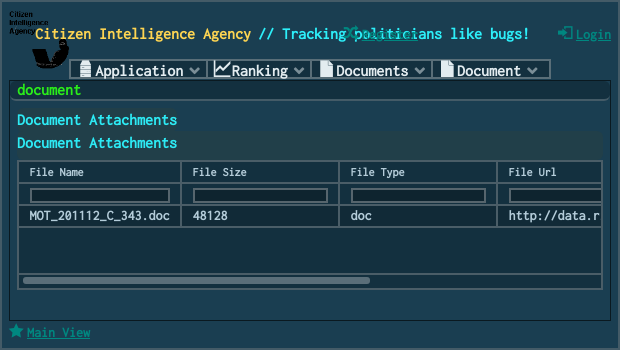 Citizen
Intelligence
Agency
Citizen Intelligence Agency // Tracking politicians like bugs!
Register
Login
Application
Ranking
Documents
Document
document
Document Attachments
Document Attachments
File Name File Size File Type File Url
MOT_201112_C_343.doc 48128 doc http://data.r
Main View